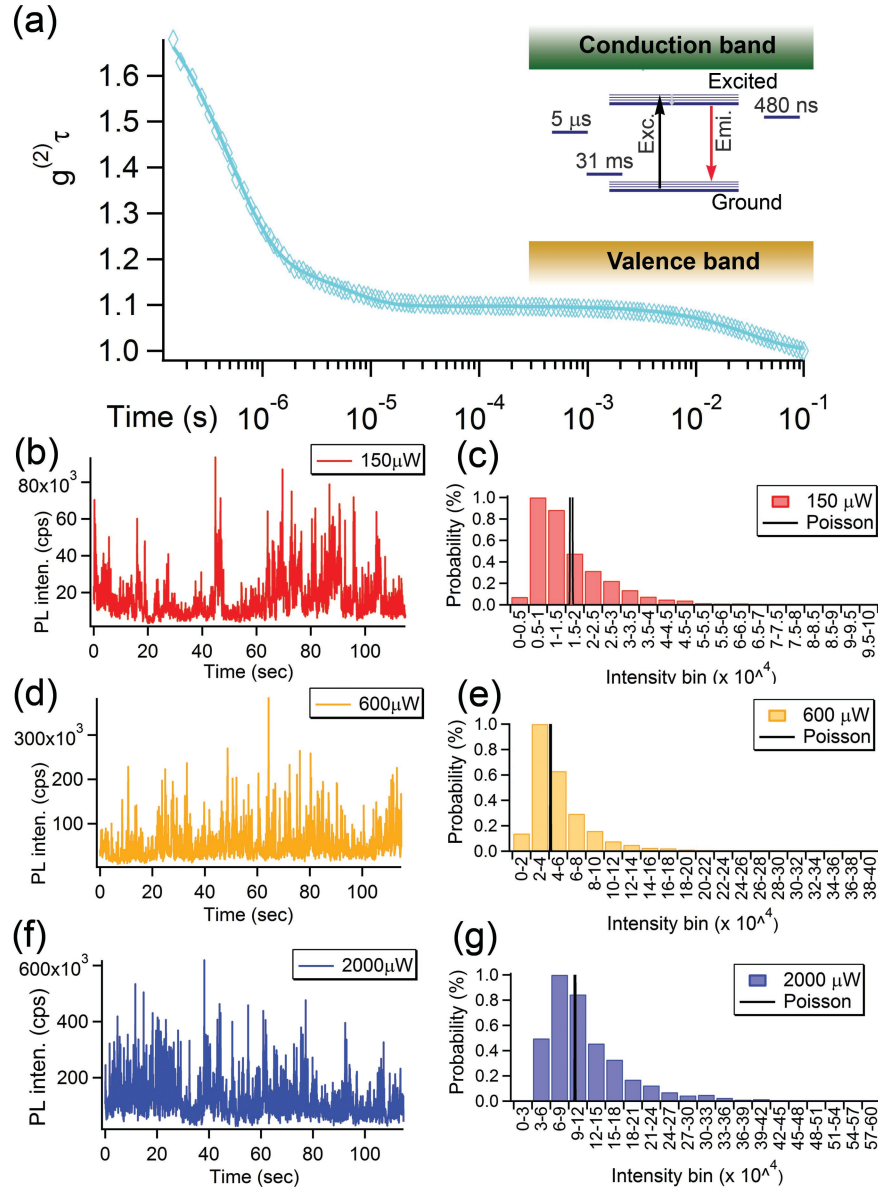 (a)
g(2)τ
1.6
1.5
1.4
1.3
1.2
1.1
1.0
Conduction band
Excited
5 μs
31 ms
480 ns
Exc.
Emi.
Ground
Valence band
Time (s)
10-6
10-5
10-4
10-3
10-2
10-1
(b)
150μW
PL inten. (cps)
80x103
60
40
20
0 20 40 60 80 100
Time (sec)
(c)
150 μW
Poisson
Probability (%)
1.0
0.8
0.6
0.4
0.2
0.0
0-0.5
0.5-1
1-1.5
1.5-2
2-2.5
2.5-3
3-3.5
3.5-4
4-4.5
4.5-5
5-5.5
5.5-6
6-6.5
6.5-7
7-7.5
7.5-8
8-8.5
8.5-9
9-9.5
9.5-10
Intensity bin (x 10^4)
(d)
600μW
PL inten. (cps)
300x103
200
100
0 20 40 60 80 100
Time (sec)
(e)
600 μW
Poisson
Probability (%)
1.0
0.8
0.6
0.4
0.2
0.0
0-2
2-4
4-6
6-8
8-10
10-12
12-14
14-16
16-18
18-20
20-22
22-24
24-26
26-28
28-30
30-32
32-34
34-36
36-38
38-40
Intensity bin (x 10^4)
(f)
2000μW
PL inten. (cps)
600x103
400
200
0 20 40 60 80 100
Time (sec)
(g)
2000 μW
Poisson
Probability (%)
1.0
0.8
0.6
0.4
0.2
0.0
0-3
3-6
6-9
9-12
12-15
15-18
18-21
21-24
24-27
27-30
30-33
33-36
36-39
39-42
42-45
45-48
48-51
51-54
54-57
57-60
Intensity bin (x 10^4)